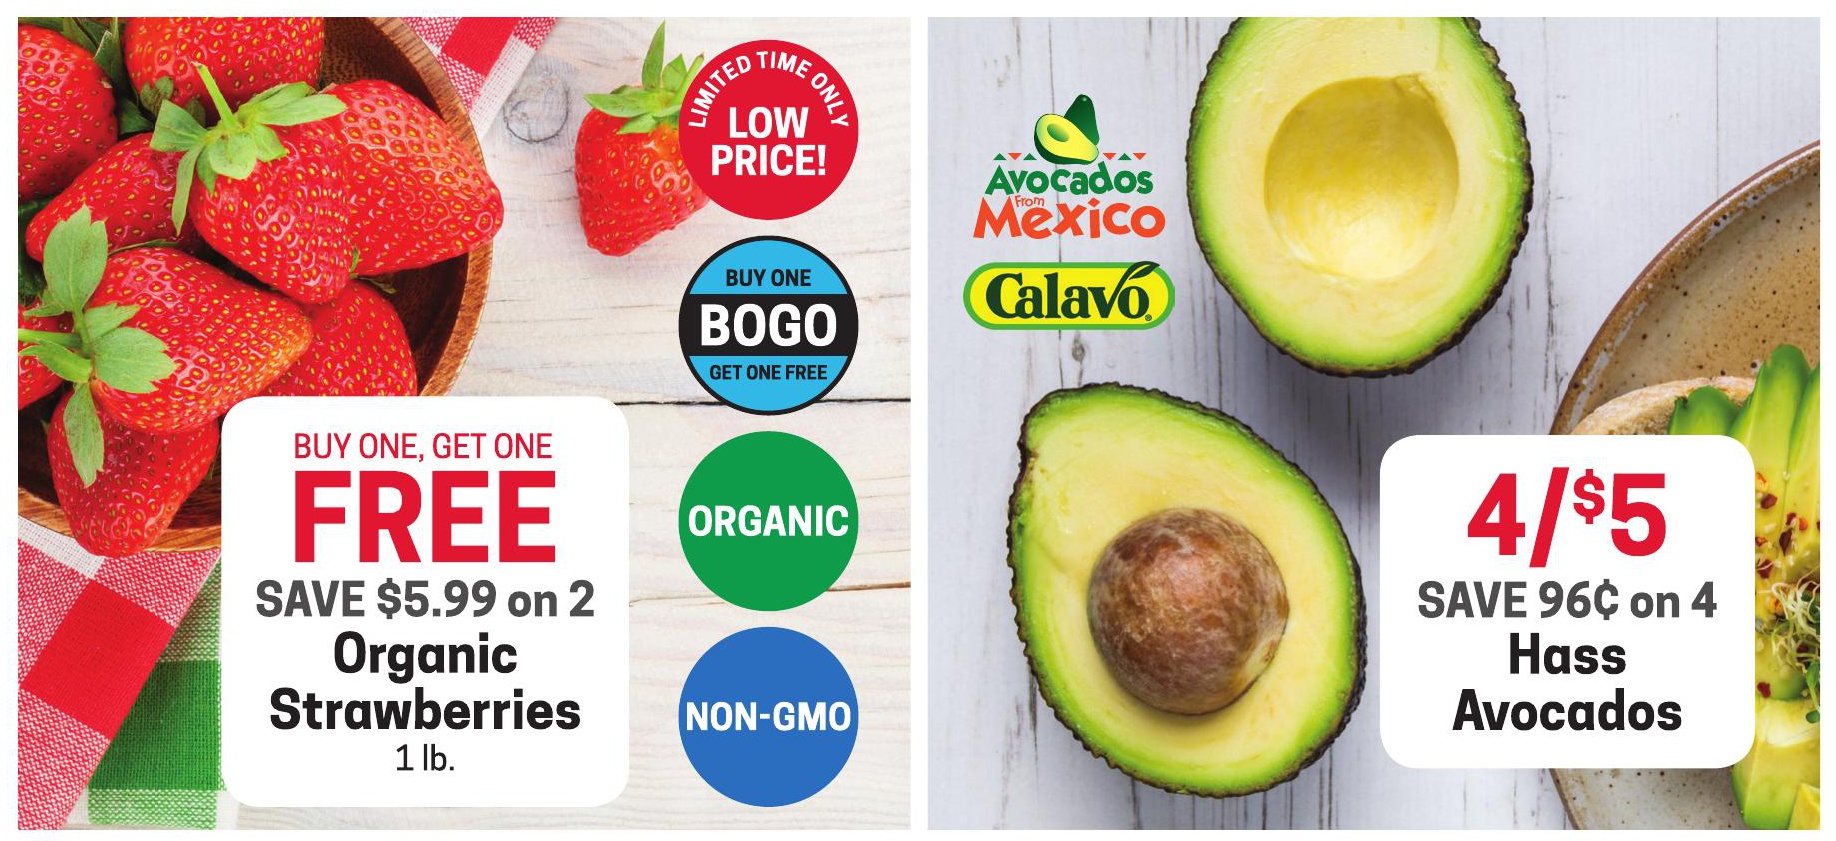 LIMITED TIME ONLY
LOW
PRICE!
BUY ONE
BOGO
GET ONE FREE
ORGANIC
NON-GMO
BUY ONE, GET ONE
FREE
SAVE $5.99 on 2
Organic
Strawberries
1 lb.
Avocados
From
Mexico
Calavo®
4/$5
SAVE 96¢ on 4
Hass
Avocados